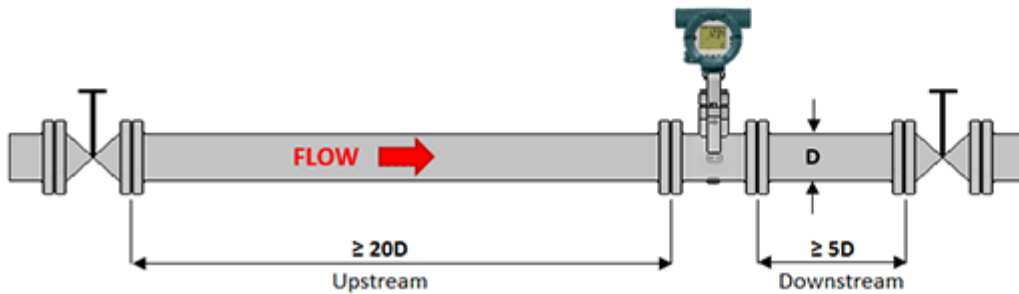 FLOW
D
≥ 20D
Upstream
≥ 5D
Downstream